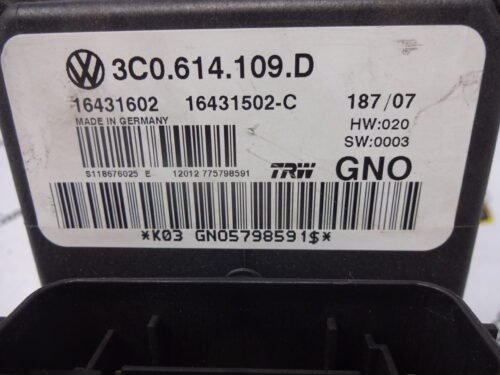 3C0.614.109.D
16431602 16431502-C 187/07
MADE IN GERMANY HW:020
SW:0003
S118676025 E 12012 775798591 TRW GNO
*K03 GNO5798591$*